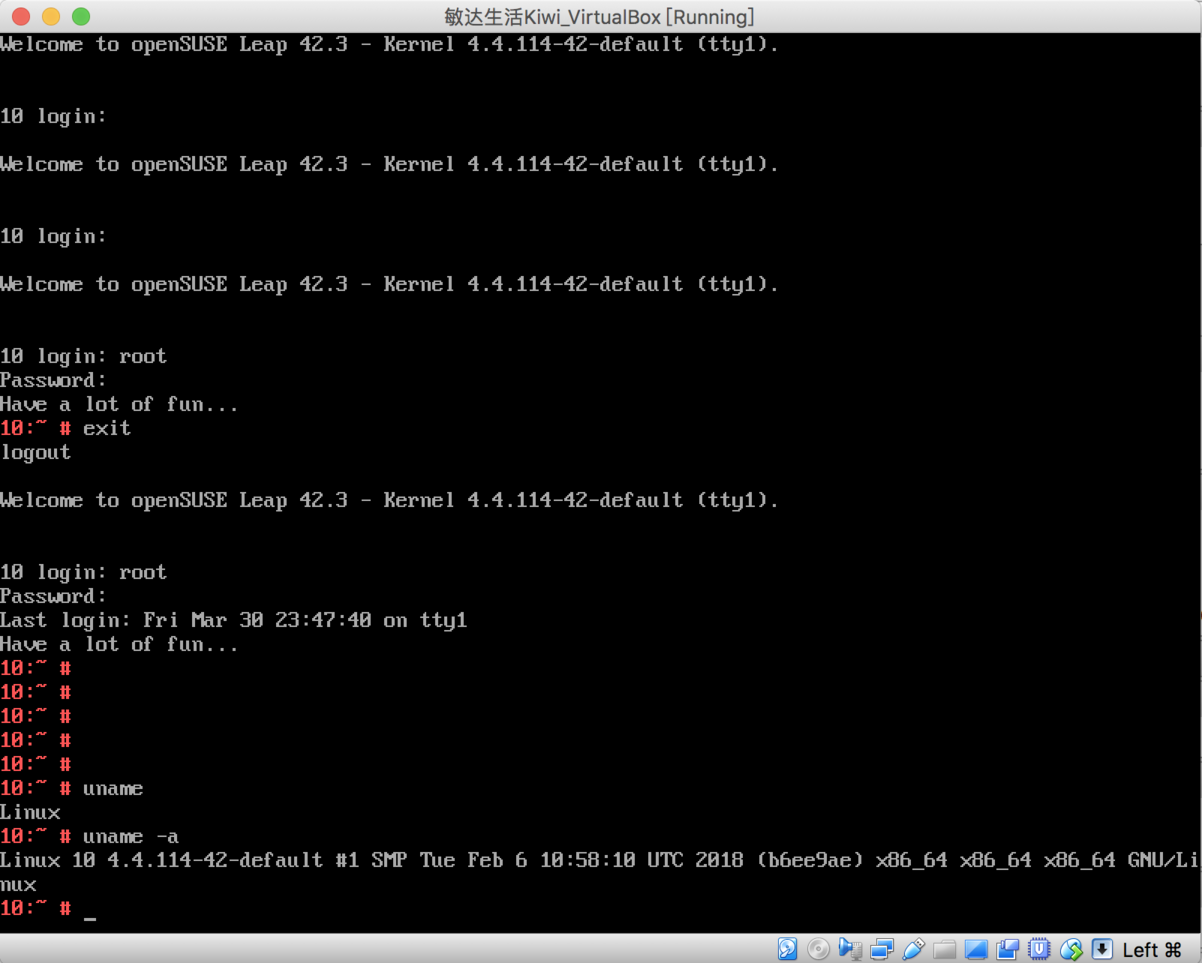 敏达生活Kiwi_VirtualBox [Running]
Welcome to openSUSE Leap 42.3 - Kernel 4.4.114-42-default (tty1).
10 login:
Welcome to openSUSE Leap 42.3 - Kernel 4.4.114-42-default (tty1).
10 login:
Welcome to openSUSE Leap 42.3 - Kernel 4.4.114-42-default (tty1).
10 login: root
Password:
Have a lot of fun...
10:~ # exit
logout
Welcome to openSUSE Leap 42.3 - Kernel 4.4.114-42-default (tty1).
10 login: root
Password:
Last login: Fri Mar 30 23:47:40 on tty1
Have a lot of fun...
10:~ #
10:~ #
10:~ #
10:~ #
10:~ #
10:~ # uname
Linux
10:~ # uname -a
Linux 10 4.4.114-42-default #1 SMP Tue Feb 6 10:58:10 UTC 2018 (b6ee9ae) x86_64 x86_64 x86_64 GNU/Li
nux
10:~ # _
Left ⌘